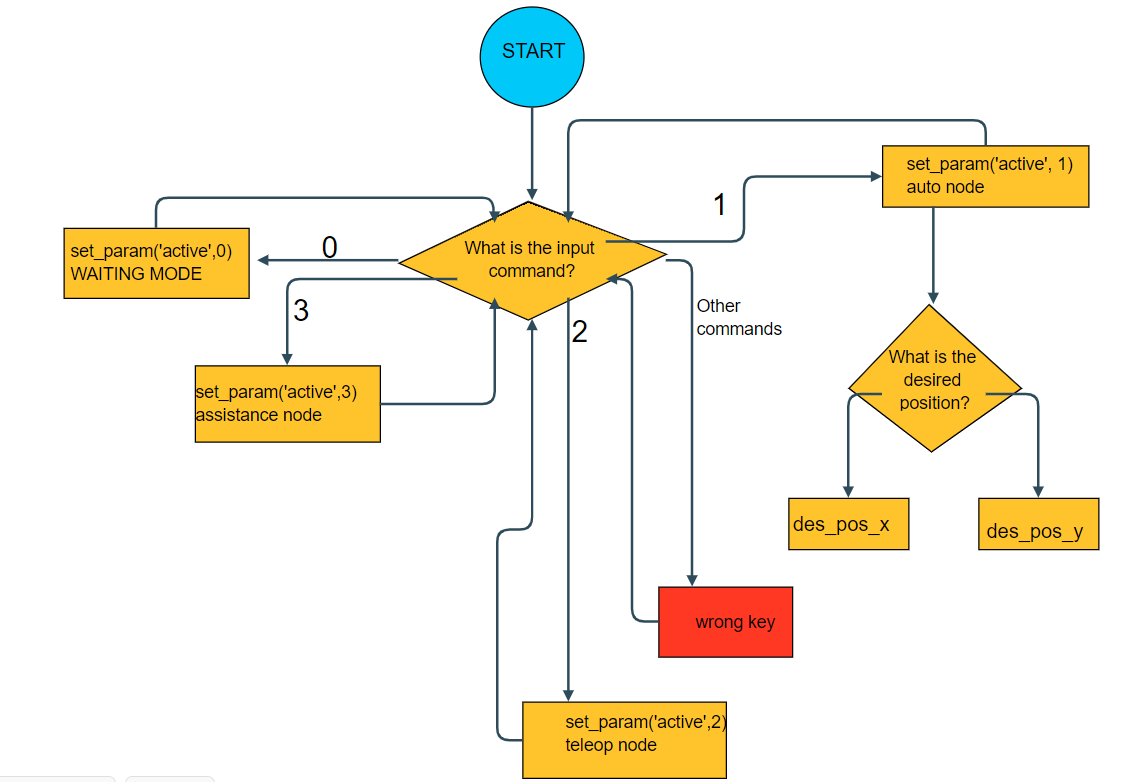 START
set_param('active', 1)
auto node
1
What is the input
command?
0
set_param('active',0)
WAITING MODE
3
2
Other
commands
What is the
desired
position?
set_param('active',3)
assistance node
des_pos_x
des_pos_y
wrong key
set_param('active',2)
teleop node